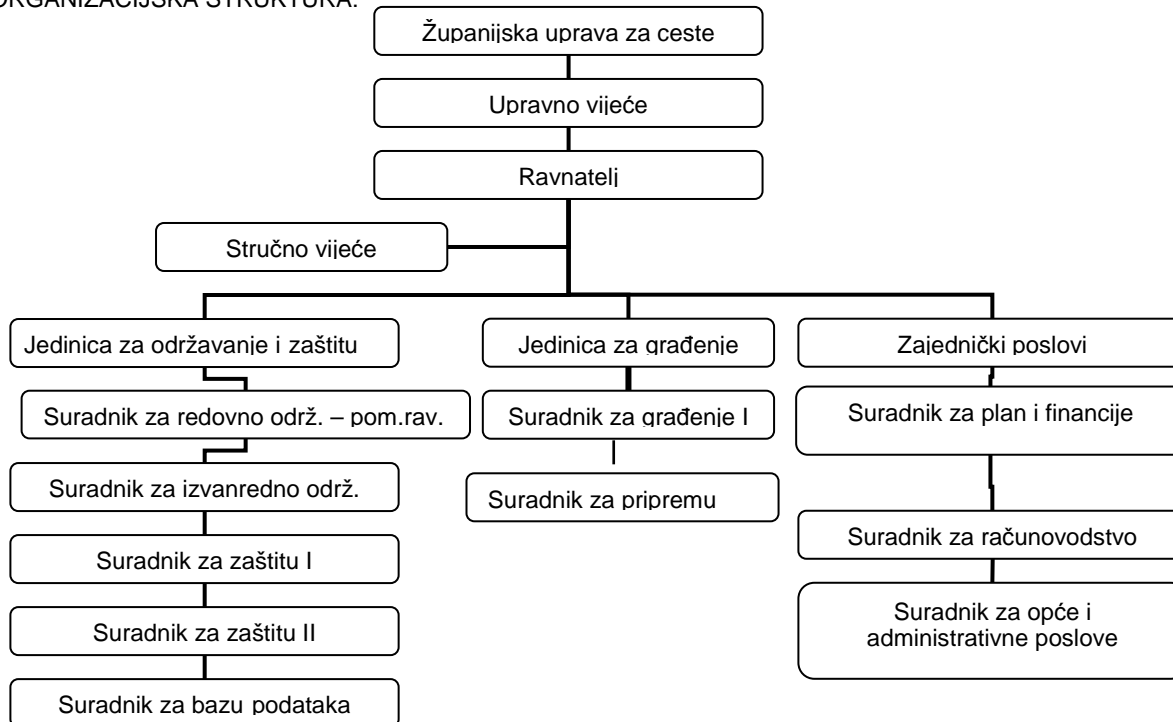 ORGANIZACIJSKA STRUKTURA:
Županijska uprava za ceste
Upravno vijeće
Ravnatelj
Stručno vijeće
Jedinica za održavanje i zaštitu
Jedinica za građenje
Zajednički poslovi
Suradnik za redovno održ. – pom.rav.
Suradnik za građenje I
Suradnik za plan i financije
Suradnik za izvanredno održ.
Suradnik za pripremu
Suradnik za računovodstvo
Suradnik za zaštitu I
Suradnik za opće i
administrativne poslove
Suradnik za zaštitu II
Suradnik za bazu podataka